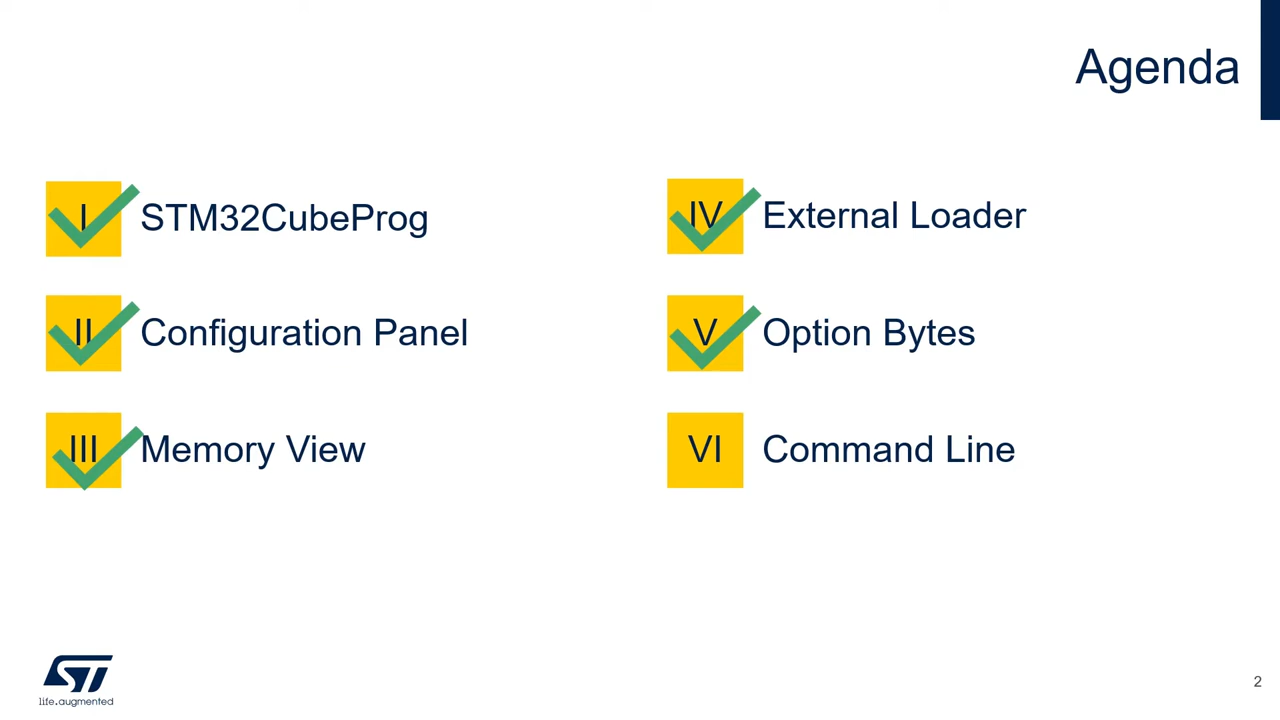 Agenda
I STM32CubeProg
II Configuration Panel
III Memory View
IV External Loader
V Option Bytes
VI Command Line
ST
life.augmented
2